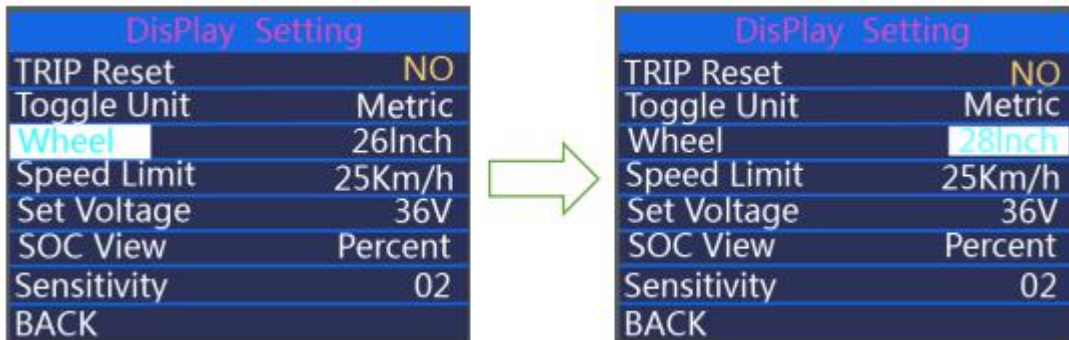 DisPlay Setting
TRIP Reset NO
Toggle Unit Metric
Wheel 26Inch
Speed Limit 25Km/h
Set Voltage 36V
SOC View Percent
Sensitivity 02
BACK
DisPlay Setting
TRIP Reset NO
Toggle Unit Metric
Wheel 28Inch
Speed Limit 25Km/h
Set Voltage 36V
SOC View Percent
Sensitivity 02
BACK